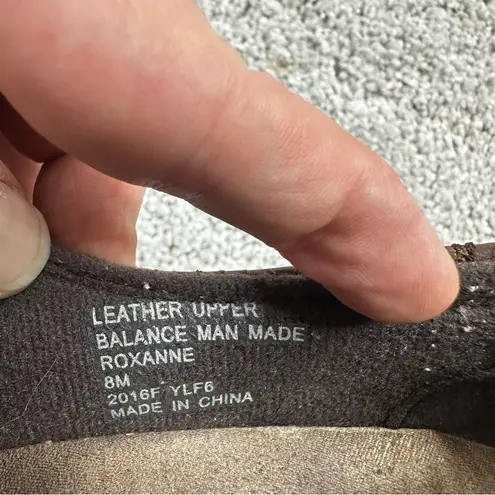 LEATHER UPPER
BALANCE MAN MADE
ROXANNE
8M
2016F YLF6
MADE IN CHINA